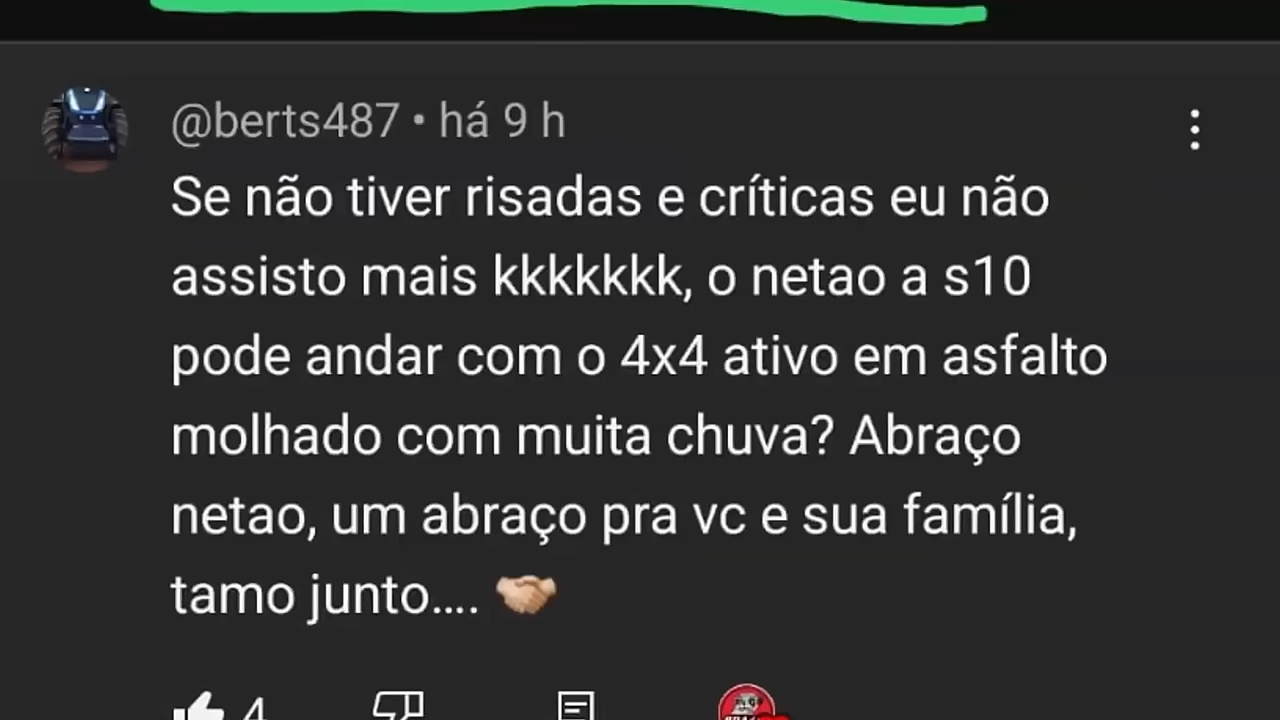 @berts487 • há 9 h
Se não tiver risadas e críticas eu não
assisto mais kkkkkkk, o netao a s10
pode andar com o 4x4 ativo em asfalto
molhado com muita chuva? Abraço
netao, um abraço pra vc e sua família,
tamo junto.... 🤝🏼
4